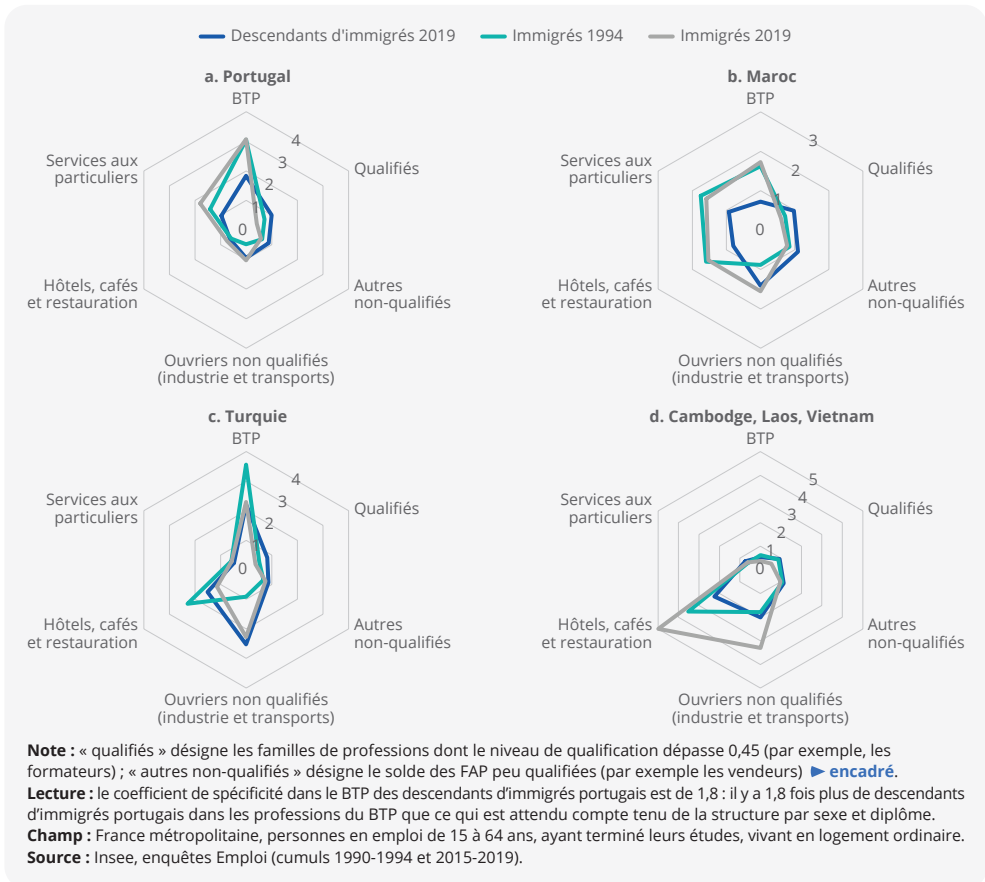 Descendants d'immigrés 2019 Immigrés 1994 Immigrés 2019
a. Portugal
BTP
4
3
2
1
0
Qualifiés
Autres
non-qualifiés
Ouvriers non qualifiés
(industrie et transports)
Hôtels, cafés
et restauration
Services aux
particuliers
b. Maroc
BTP
3
2
1
0
Qualifiés
Autres
non-qualifiés
Ouvriers non qualifiés
(industrie et transports)
Hôtels, cafés
et restauration
Services aux
particuliers
c. Turquie
BTP
4
3
2
1
0
Qualifiés
Autres
non-qualifiés
Ouvriers non qualifiés
(industrie et transports)
Hôtels, cafés
et restauration
Services aux
particuliers
d. Cambodge, Laos, Vietnam
BTP
5
4
3
2
1
0
Qualifiés
Autres
non-qualifiés
Ouvriers non qualifiés
(industrie et transports)
Hôtels, cafés
et restauration
Services aux
particuliers
Note : « qualifiés » désigne les familles de professions dont le niveau de qualification dépasse 0,45 (par exemple, les
formateurs) ; « autres non-qualifiés » désigne le solde des FAP peu qualifiées (par exemple les vendeurs) ► encadré.
Lecture : le coefficient de spécificité dans le BTP des descendants d'immigrés portugais est de 1,8 : il y a 1,8 fois plus de descendants
d'immigrés portugais dans les professions du BTP que ce qui est attendu compte tenu de la structure par sexe et diplôme.
Champ : France métropolitaine, personnes en emploi de 15 à 64 ans, ayant terminé leurs études, vivant en logement ordinaire.
Source : Insee, enquêtes Emploi (cumuls 1990-1994 et 2015-2019).